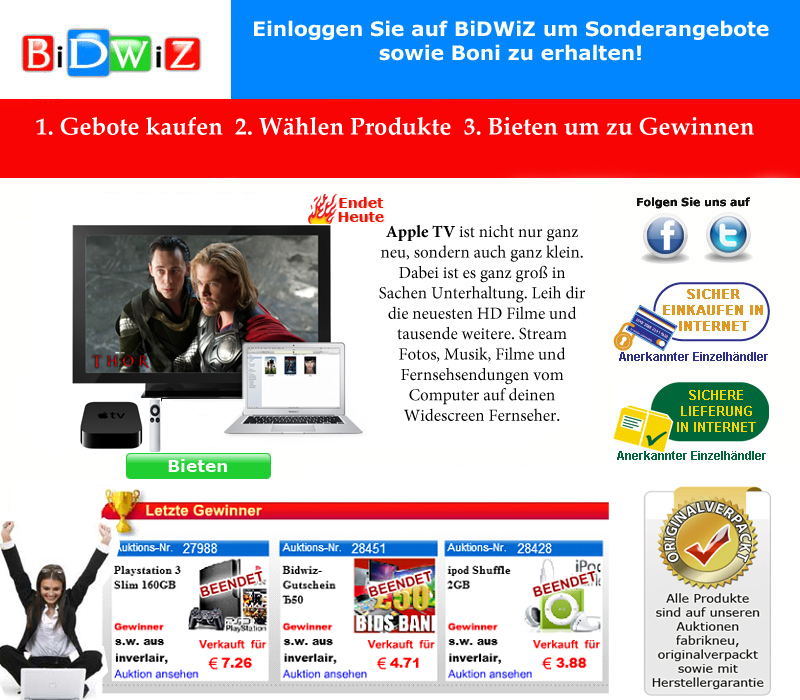 BiDWiZ
Einloggen Sie auf BiDWiZ um Sonderangebote
sowie Boni zu erhalten!
1. Gebote kaufen 2. Wählen Produkte 3. Bieten um zu Gewinnen
Endet
Heute
THOR
tv
Bieten
Apple TV ist nicht nur ganz
neu, sondern auch ganz klein.
Dabei ist es ganz groß in
Sachen Unterhaltung. Leih dir
die neuesten HD Filme und
tausende weitere. Stream
Fotos, Musik, Filme und
Fernsehsendungen vom
Computer auf deinen
Widescreen Fernseher.
Folgen Sie uns auf
f t
SICHER
EINKAUFEN IN
INTERNET
Anerkannter Einzelhändler
SICHERE
LIEFERUNG
IN INTERNET
Anerkannter Einzelhändler
ORIGINALVERPACKT
Alle Produkte
sind auf unseren
Auktionen
fabrikneu,
originalverpackt
sowie mit
Herstellergarantie
Letzte Gewinner
Auktions-Nr. 27988
Playstation 3
Slim 160GB
BEENDET
PlayStation
Gewinner
s.w. aus
inverlair,
Verkauft für
€ 7.26
Auktion ansehen
Auktions-Nr. 28451
Bidwiz-
Gutschein
Ђ50
BEENDET
£50
BIDS BAN
Gewinner
s.w. aus
inverlair,
Verkauft für
€ 4.71
Auktion ansehen
Auktions-Nr. 28428
ipod Shuffle
2GB
iPo
BEENDET
Gewinner
s.w. aus
inverlair,
Verkauft für
€ 3.88
Auktion ansehen